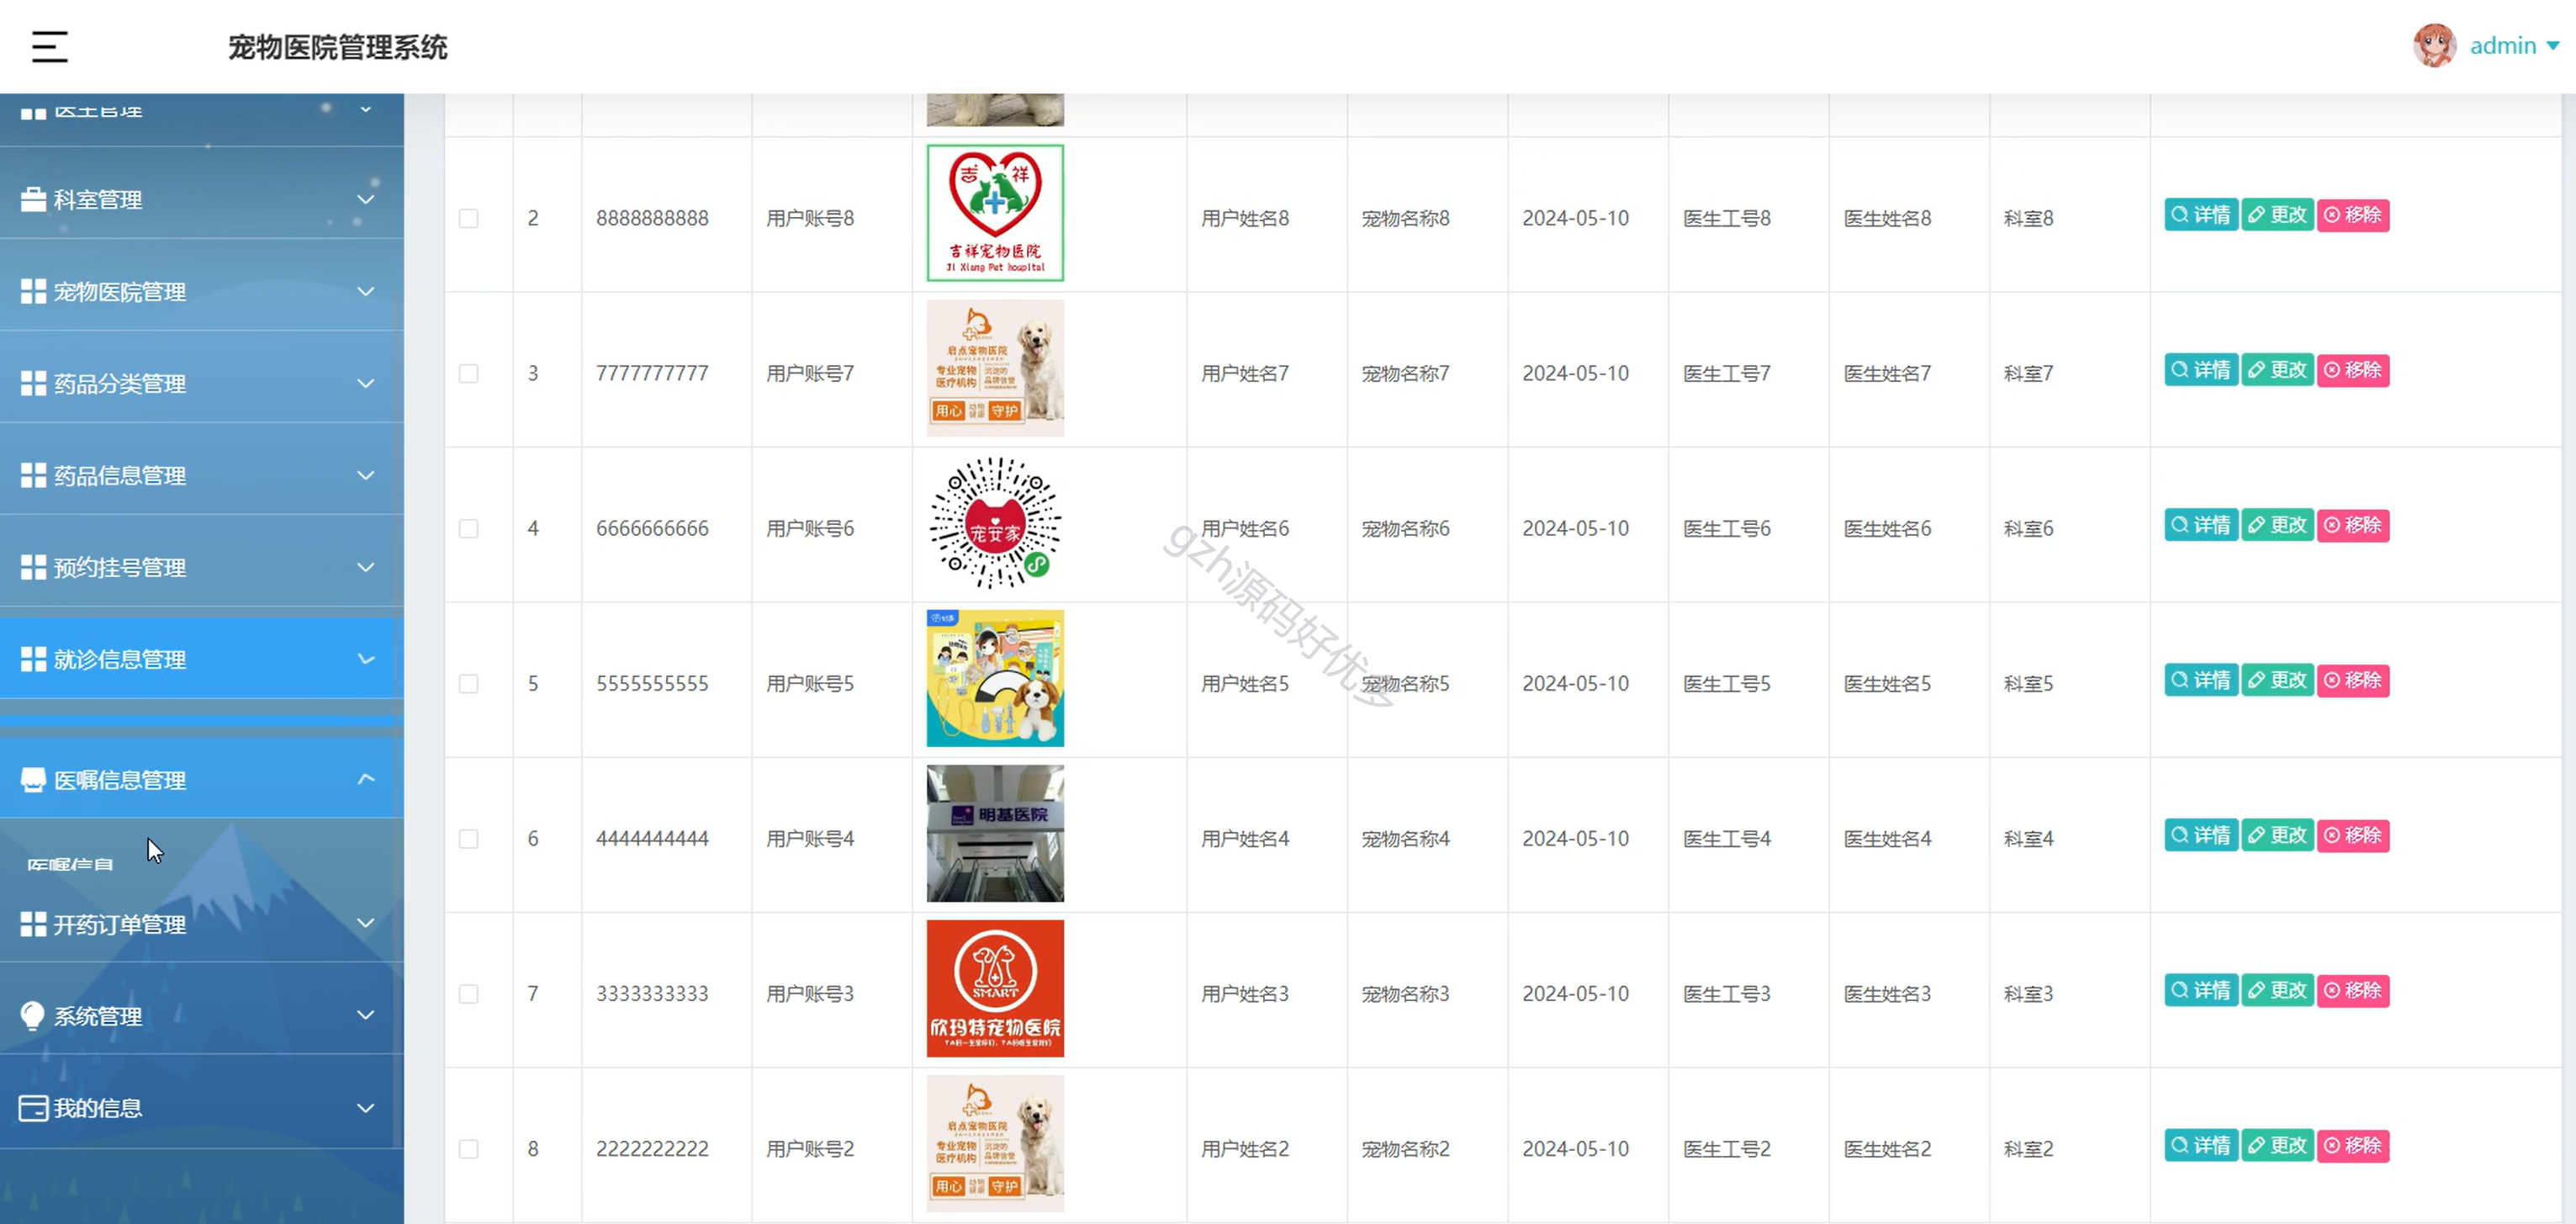 宠物医院管理系统
admin
医生管理
科室管理
宠物医院管理
药品分类管理
药品信息管理
预约挂号管理
就诊信息管理
医嘱信息管理
医嘱信息
开药订单管理
系统管理
我的信息
2 8888888888 用户账号8 用户姓名8 宠物名称8 2024-05-10 医生工号8 医生姓名8 科室8 详情 更改 移除
吉祥
吉祥宠物医院
Ji Xiang Pet houpital
3 7777777777 用户账号7 用户姓名7 宠物名称7 2024-05-10 医生工号7 医生姓名7 科室7 详情 更改 移除
启点宠物医院
专业宠物
医疗机构
用心 守护
4 6666666666 用户账号6 用户姓名6 宠物名称6 2024-05-10 医生工号6 医生姓名6 科室6 详情 更改 移除
宠安家
5 5555555555 用户账号5 用户姓名5 宠物名称5 2024-05-10 医生工号5 医生姓名5 科室5 详情 更改 移除
6 4444444444 用户账号4 用户姓名4 宠物名称4 2024-05-10 医生工号4 医生姓名4 科室4 详情 更改 移除
明基医院
7 3333333333 用户账号3 用户姓名3 宠物名称3 2024-05-10 医生工号3 医生姓名3 科室3 详情 更改 移除
SMART
欣玛特宠物医院
8 2222222222 用户账号2 用户姓名2 宠物名称2 2024-05-10 医生工号2 医生姓名2 科室2 详情 更改 移除
启点宠物医院
专业宠物
医疗机构
用心 守护
gzh源码好优多